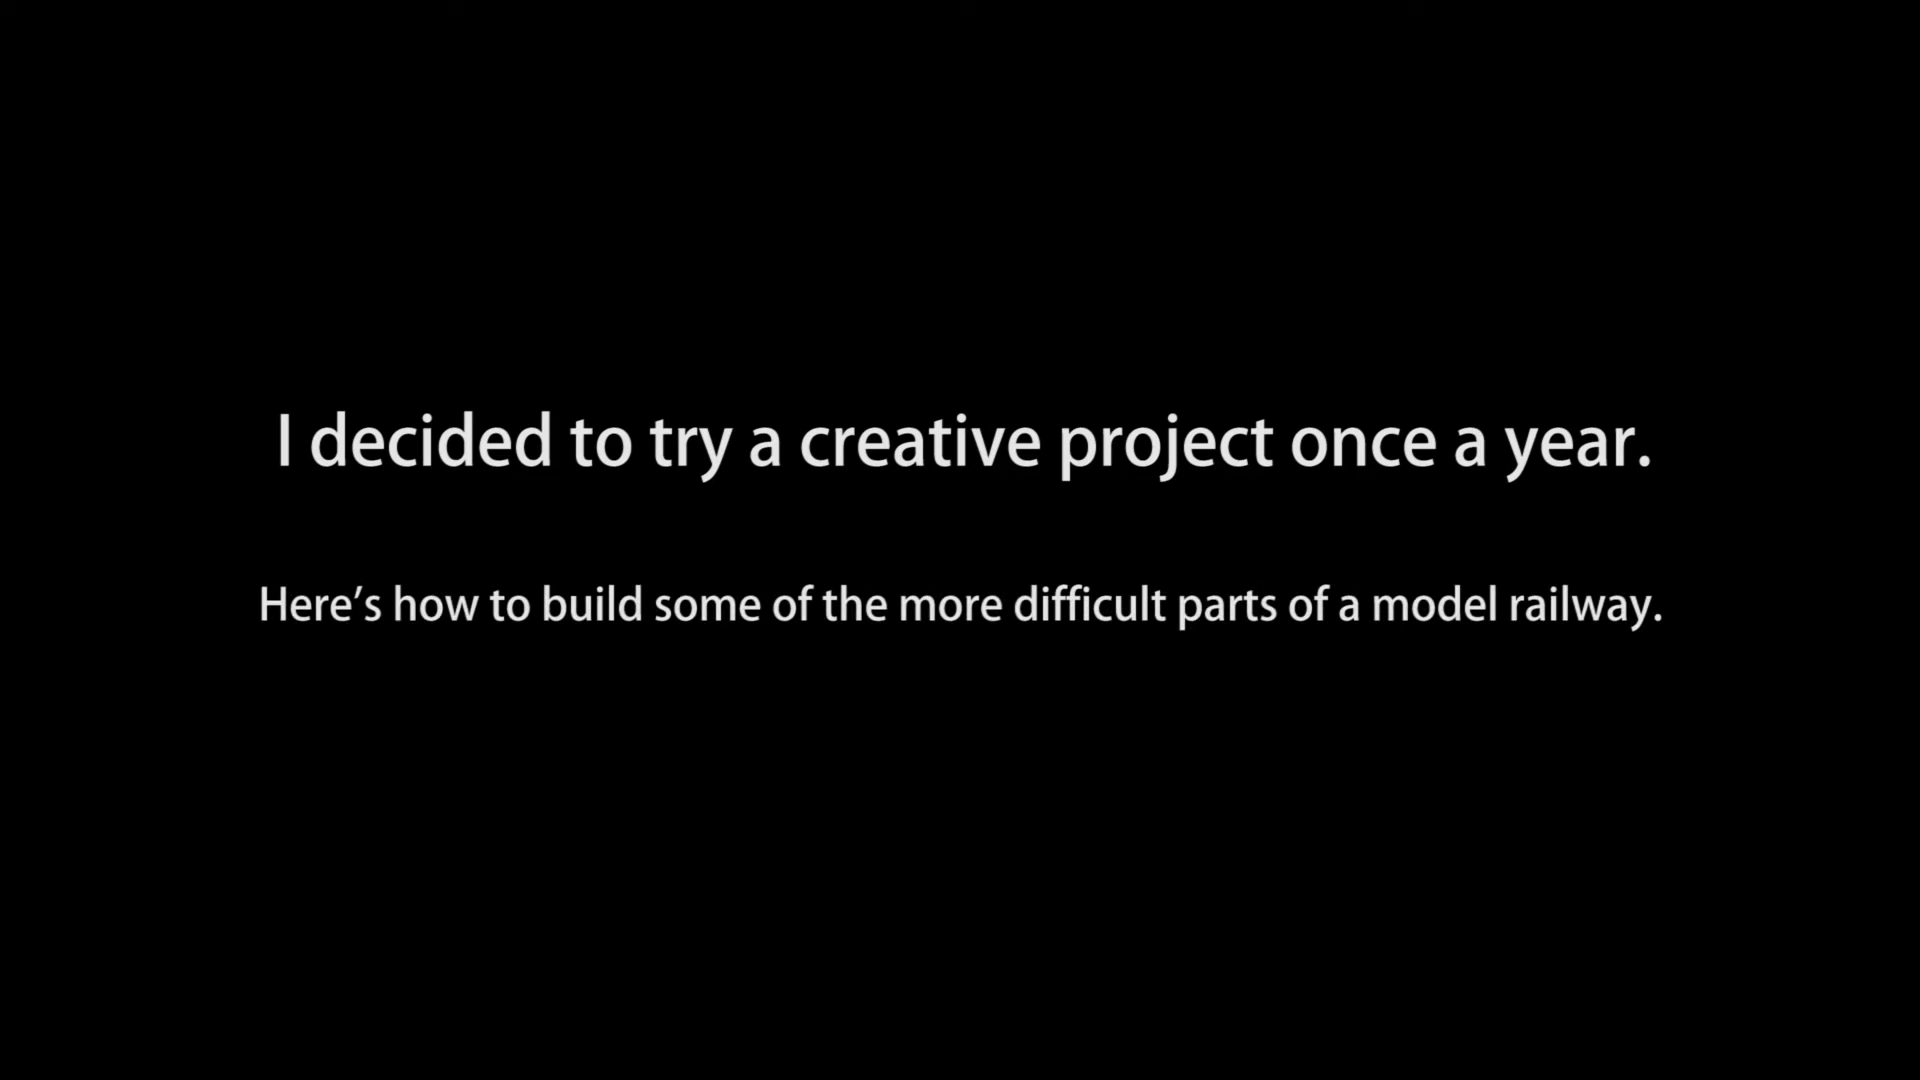 I decided to try a creative project once a year.
Here’s how to build some of the more difficult parts of a model railway.